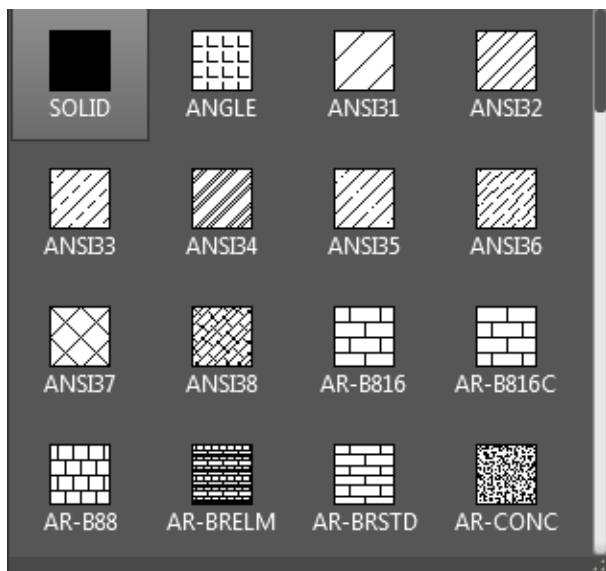 SOLID ANGLE ANSI31 ANSI32
ANSI33 ANSI34 ANSI35 ANSI36
ANSI37 ANSI38 AR-B816 AR-B816C
AR-B88 AR-BRELM AR-BRSTD AR-CONC